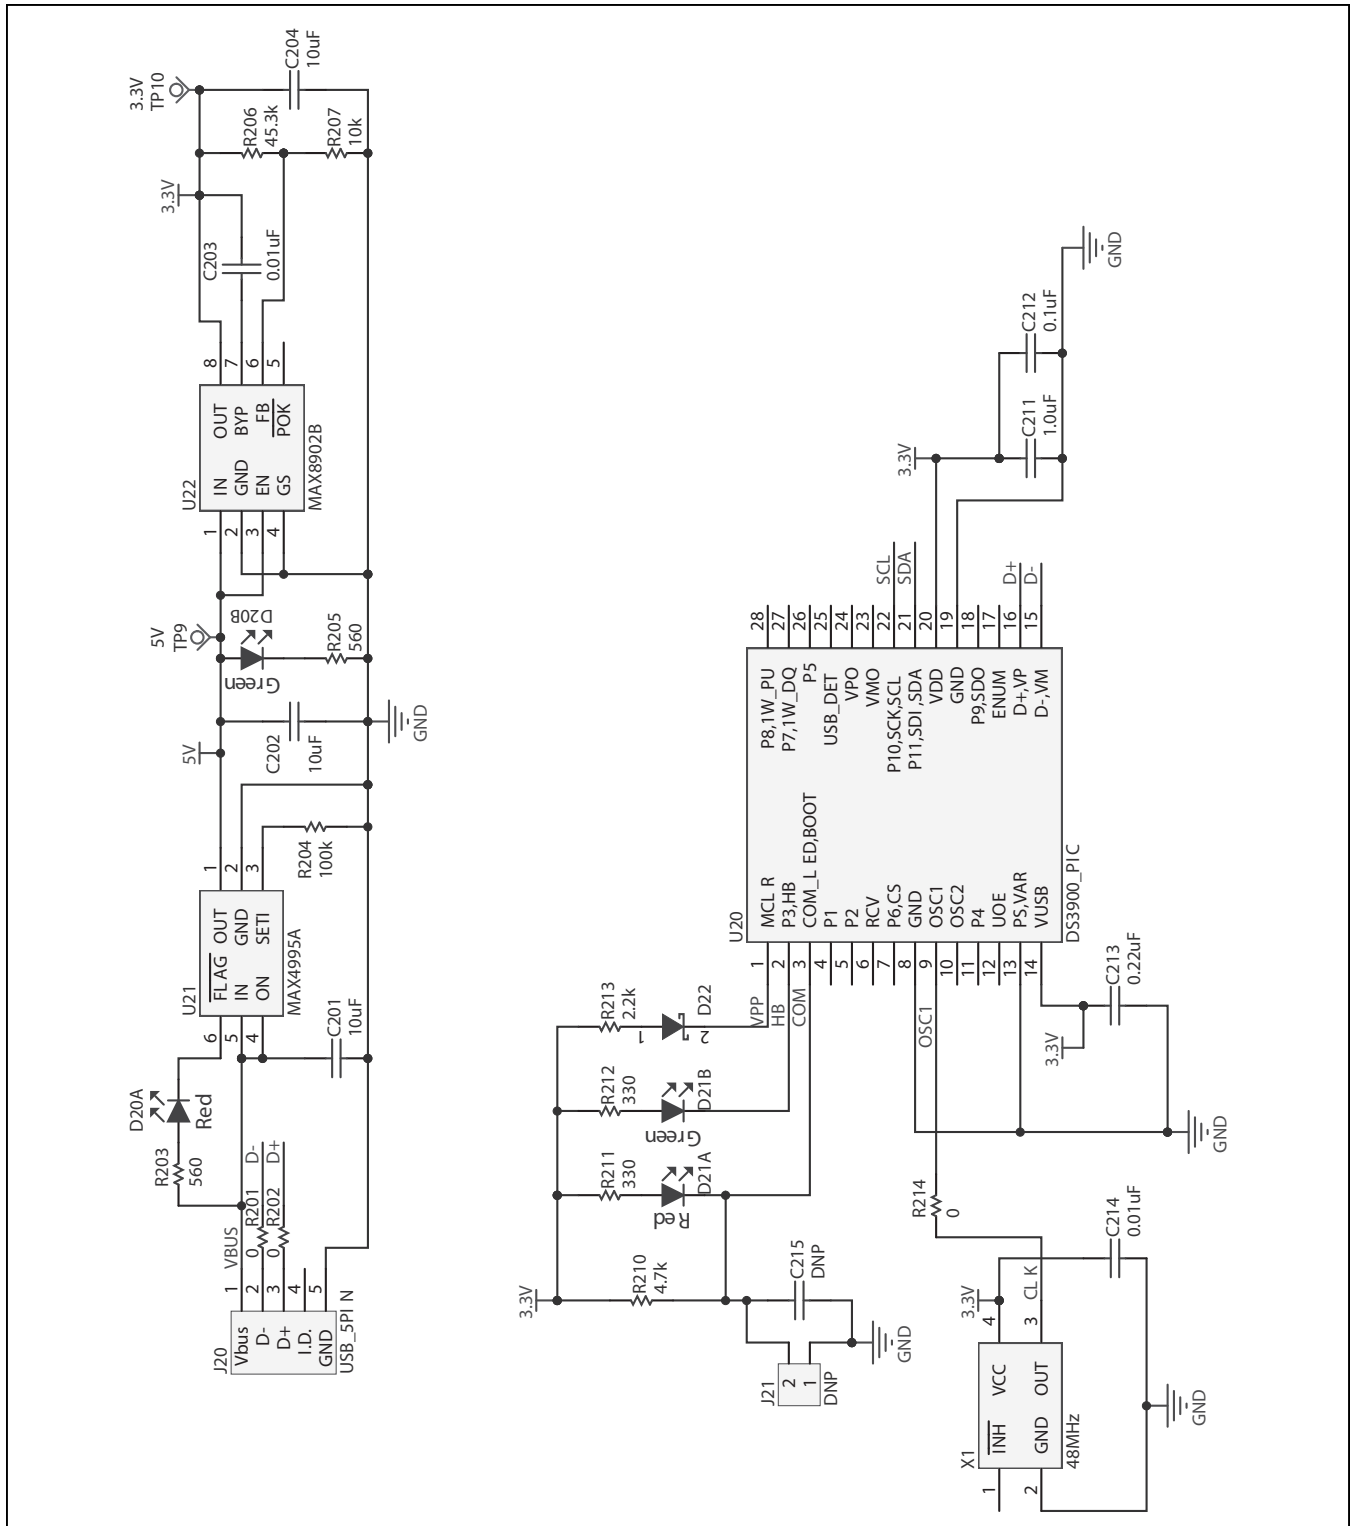 J20
USB_5PIN
Vbus
D-
D+
I.D.
GND
1
2
3
4
5
VBUS
0
R201
D-
0
R202
D+
R203
560
D20A
Red
C201
10uF
U21
MAX4995A
FLAG
IN
ON
OUT
GND
SETI
6
5
4
1
2
3
R204
100k
5V
C202
10uF
GND
Green
D20B
5V
TP9
R205
560
U22
MAX8902B
IN
GND
EN
GS
OUT
BYP
FB
POK
1
2
3
4
8
7
6
5
C203
0.01uF
3.3V
3.3V
TP10
R206
45.3k
R207
10k
C204
10uF
3.3V
R210
4.7k
R211
330
Red
D21A
R212
330
Green
D21B
R213
2.2k
1
2
D22
VPP
HB
COM
J21
2
1
DNP
C215
DNP
GND
U20
DS3900_PIC
MCL R
P3,HB
COM_L ED,BOOT
P1
P2
RCV
P6,CS
GND
OSC1
OSC2
P4
UOE
PS,VAR
VUSB
1
2
3
4
5
6
7
8
9
10
11
12
13
14
P8,1W_PU
P7,1W_DQ
P5
USB_DET
VPO
VMO
P10,SCK,SCL
P11,SDI ,SDA
VDD
GND
P9,SDO
ENUM
D+,VP
D-,VM
28
27
26
25
24
23
22
21
20
19
18
17
16
15
SCL
SDA
D+
D-
3.3V
C211
1.0uF
C212
0.1uF
GND
OSC1
3.3V
C213
0.22uF
GND
R214
0
X1
48MHz
INH
GND
VCC
OUT
1
2
4
3
3.3V
CL K
C214
0.01uF
GND